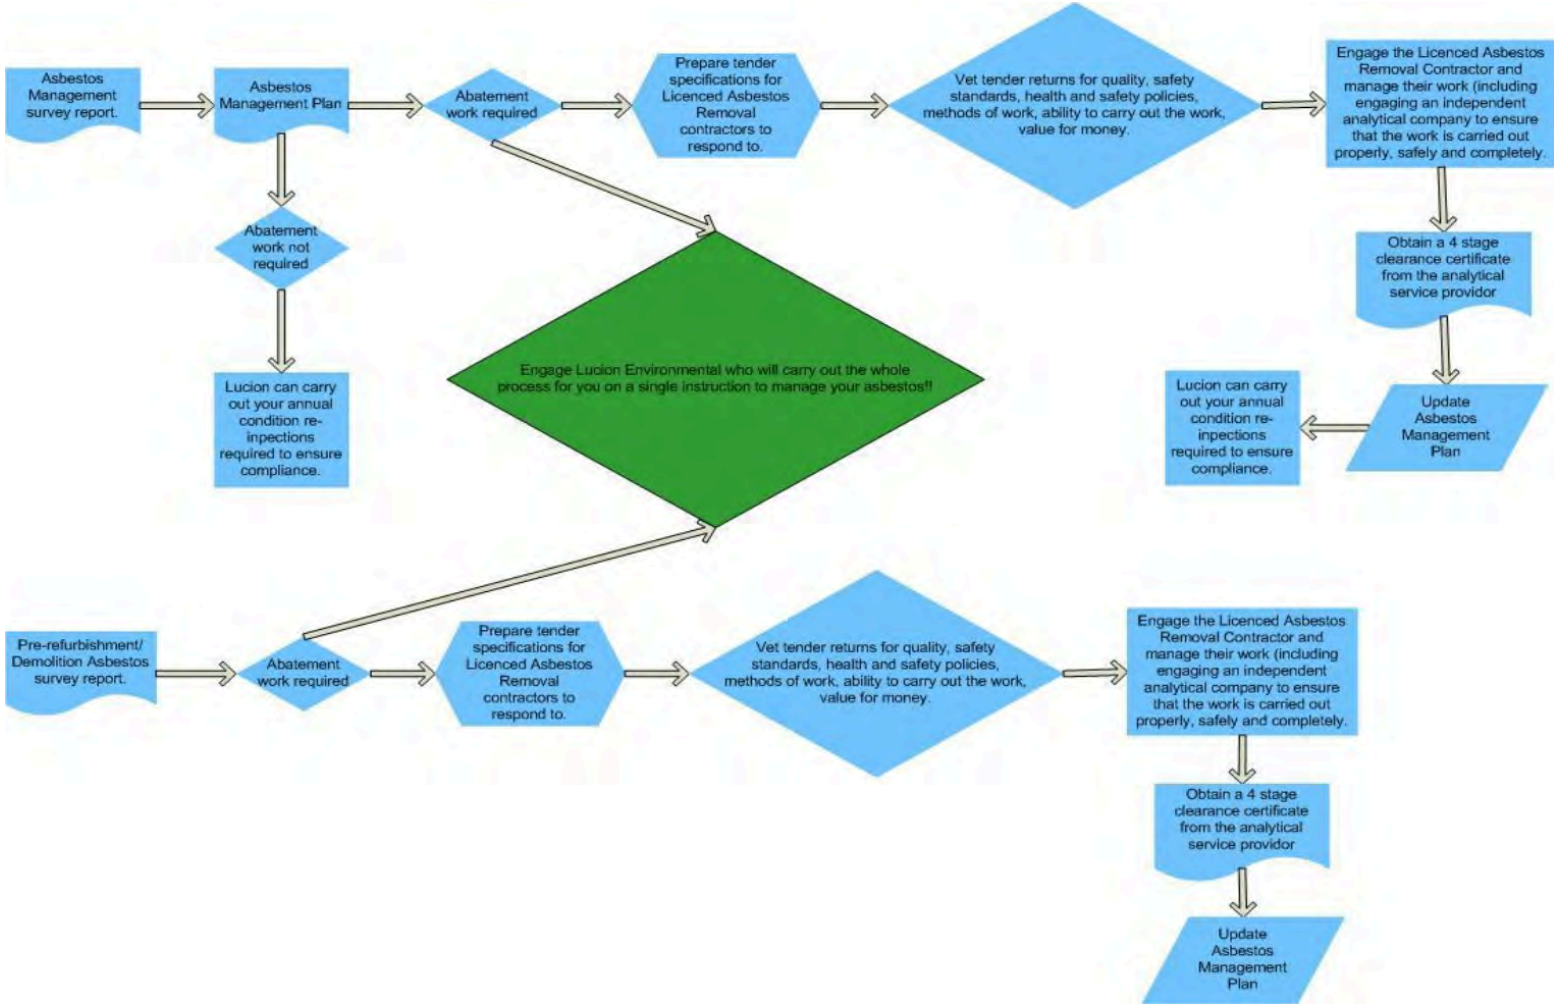 Asbestos
Management
survey report.
Asbestos
Management Plan
Abatement
work required
Prepare tender
specifications for
Licenced Asbestos
Removal
contractors to
respond to.
Vet tender returns for quality, safety
standards, health and safety policies,
methods of work, ability to carry out the work,
value for money.
Engage the Licenced Asbestos
Removal Contractor and
manage their work (including
engaging an independent
analytical company to ensure
that the work is carried out
properly, safely and completely.
Abatement
work not
required
Obtain a 4 stage
clearance certificate
from the analytical
service providor
Engage Lucion Environmental who will carry out the whole
process for you on a single instruction to manage your asbestos!!
Lucion can carry
out your annual
condition re-
inpections
required to ensure
compliance.
Lucion can carry
out your annual
condition re-
inpections
required to ensure
compliance.
Update
Asbestos
Management
Plan
Pre-refurbishment/
Demolition Asbestos
survey report.
Abatement
work required
Prepare tender
specifications for
Licenced Asbestos
Removal
contractors to
respond to.
Vet tender returns for quality, safety
standards, health and safety policies,
methods of work, ability to carry out the work,
value for money.
Engage the Licenced Asbestos
Removal Contractor and
manage their work (including
engaging an independent
analytical company to ensure
that the work is carried out
properly, safely and completely.
Obtain a 4 stage
clearance certificate
from the analytical
service providor
Update
Asbestos
Management
Plan